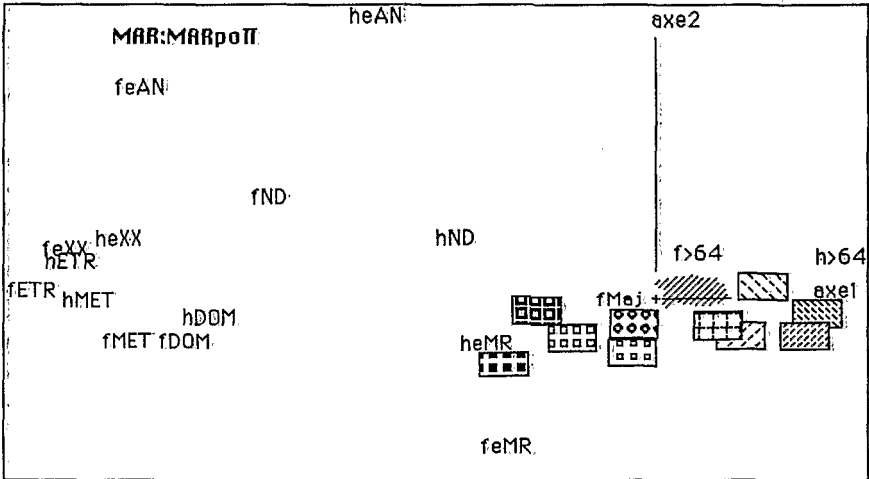 heAN
axe2
MAR:MARpoΠ
feAN
fND
heXX
hND
feXX
hETR
f>64
h>64
fETR
hMET
fMaj
axe1
hDOM
fMET fDOM
heMR
feMR